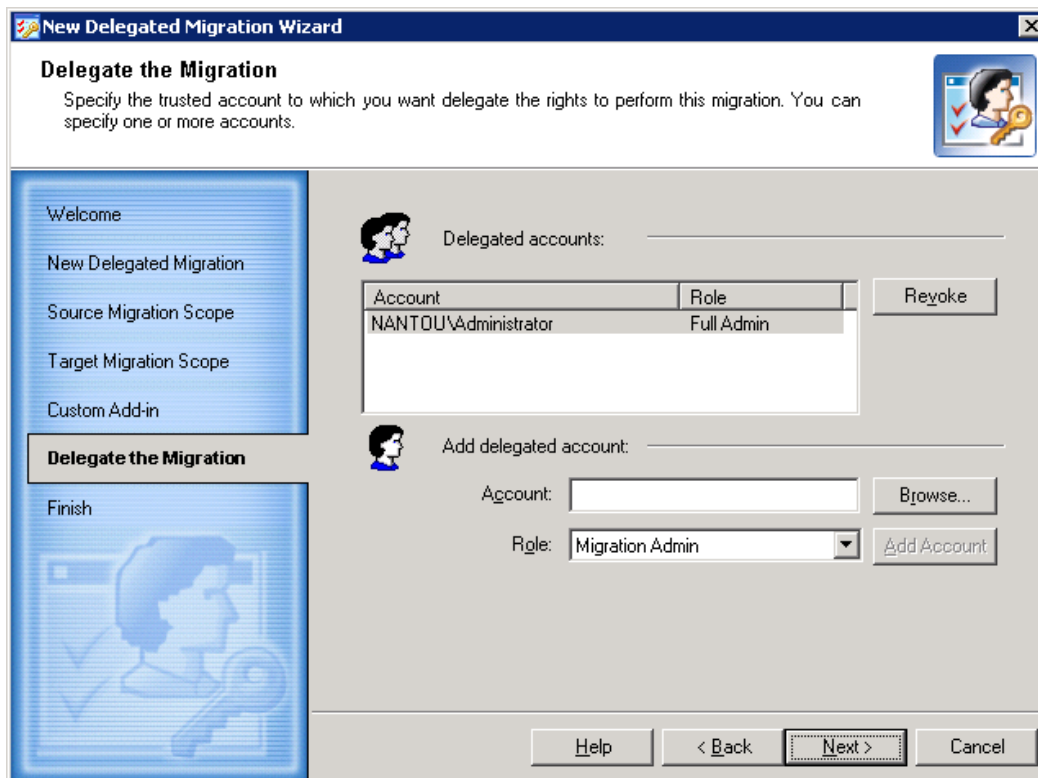 New Delegated Migration Wizard
Delegate the Migration
Specify the trusted account to which you want delegate the rights to perform this migration. You can
specify one or more accounts.
Welcome
New Delegated Migration
Source Migration Scope
Target Migration Scope
Custom Add-in
Delegate the Migration
Finish
Delegated accounts:
Account Role
NANTOU\Administrator Full Admin
Revoke
Add delegated account:
Account:
Browse...
Role: Migration Admin
Add Account
Help < Back Next > Cancel